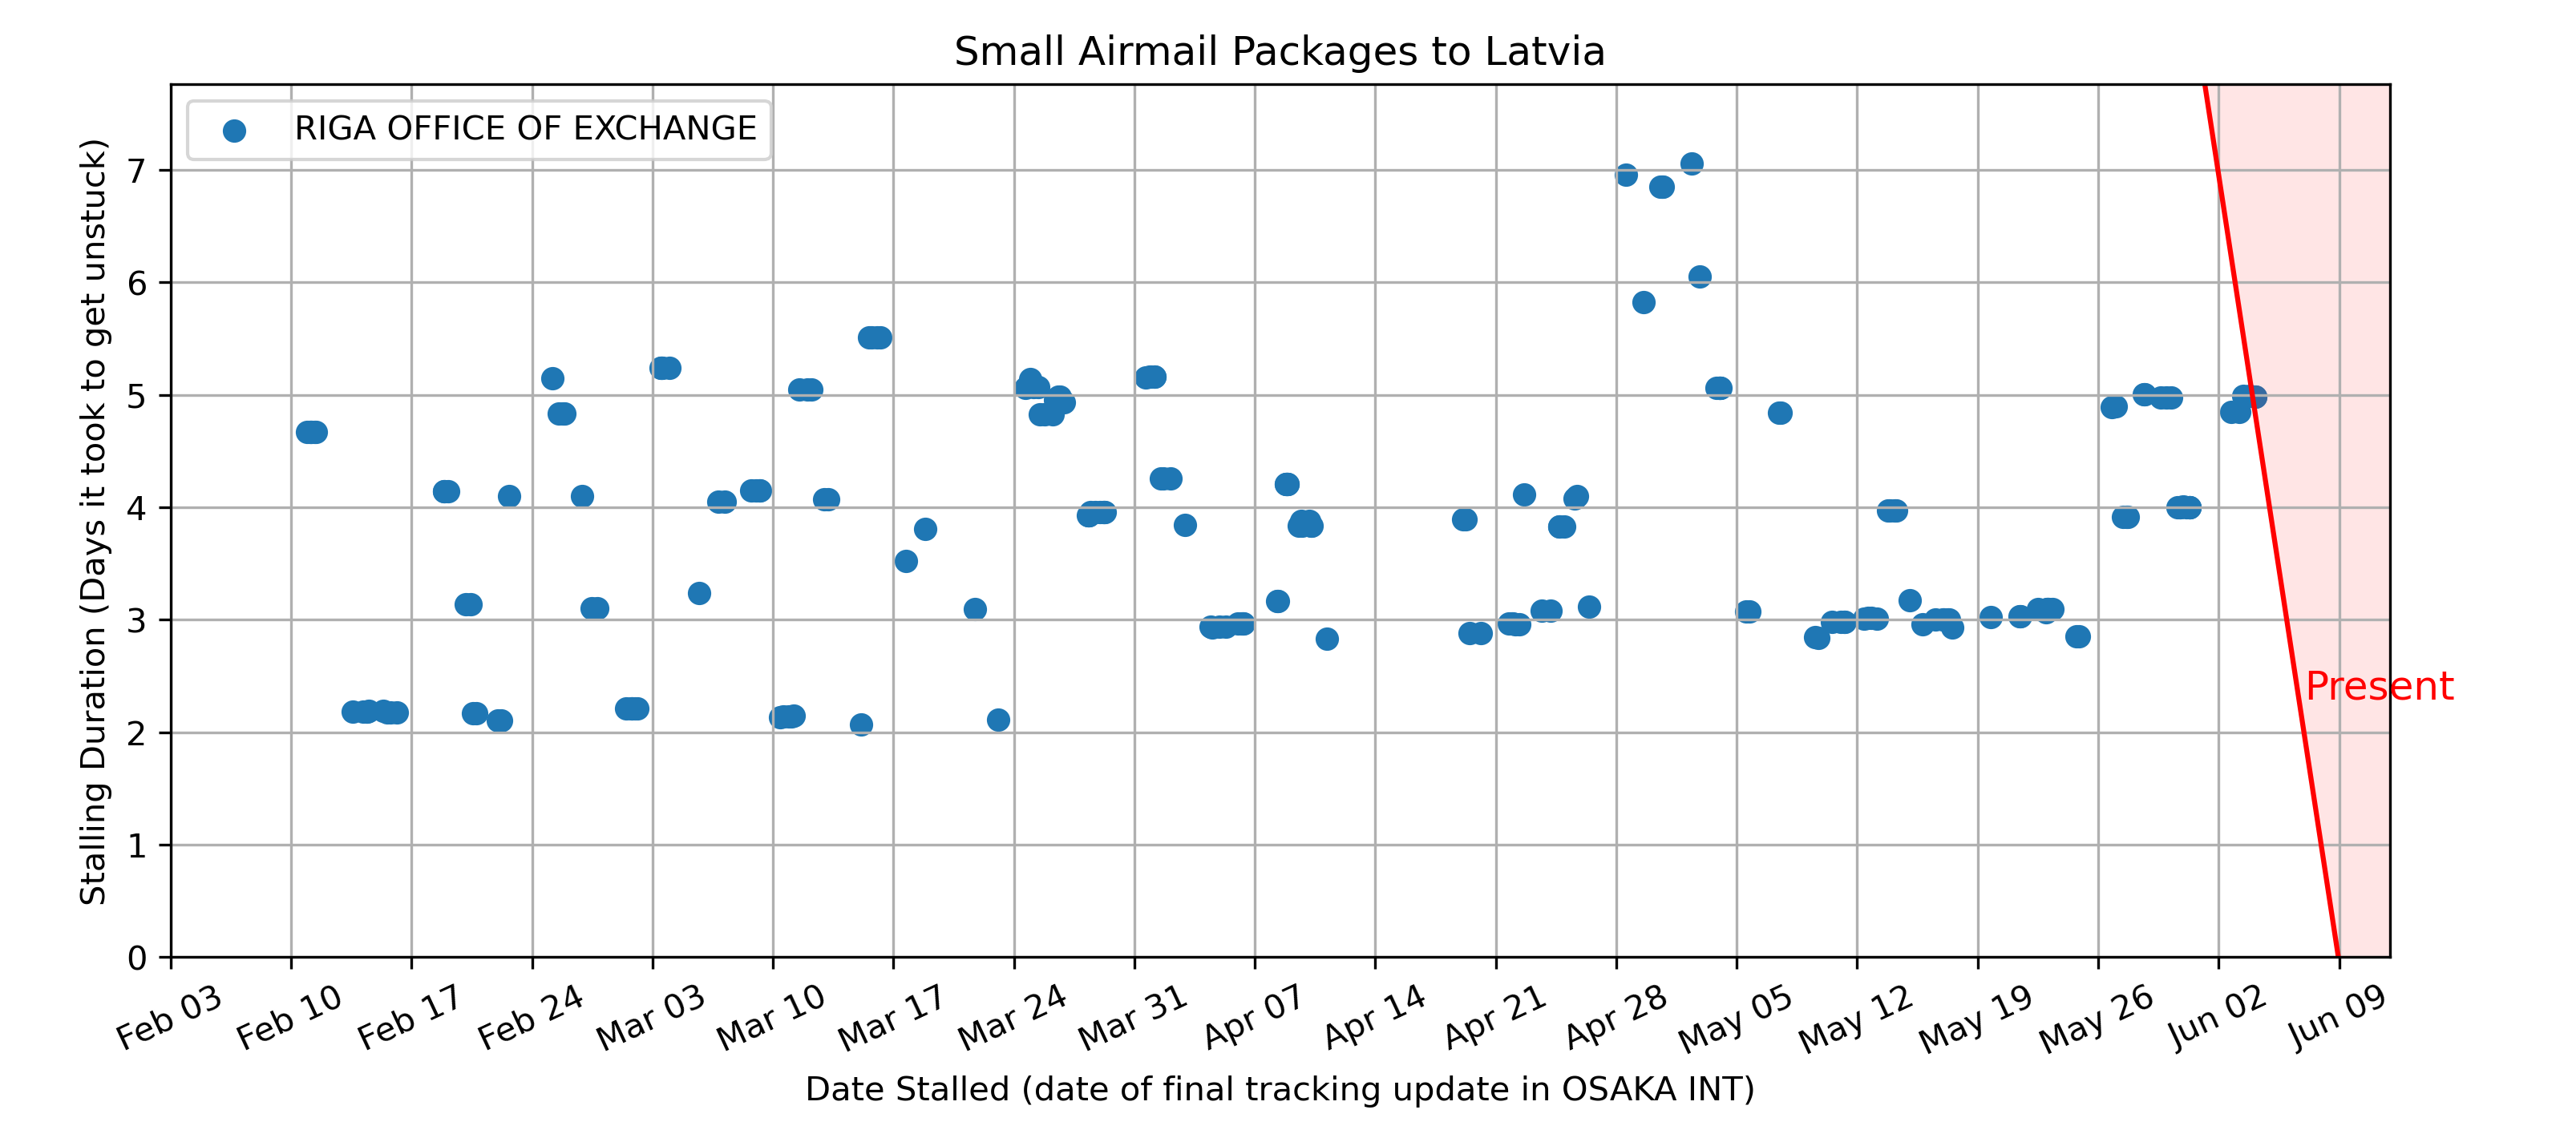 Small Airmail Packages to Latvia
RIGA OFFICE OF EXCHANGE
Stalling Duration (Days it took to get unstuck)
7
6
5
4
3
2
1
0
Present
Feb 03 Feb 10 Feb 17 Feb 24 Mar 03 Mar 10 Mar 17 Mar 24 Mar 31 Apr 07 Apr 14 Apr 21 Apr 28 May 05 May 12 May 19 May 26 Jun 02 Jun 09
Date Stalled (date of final tracking update in OSAKA INT)